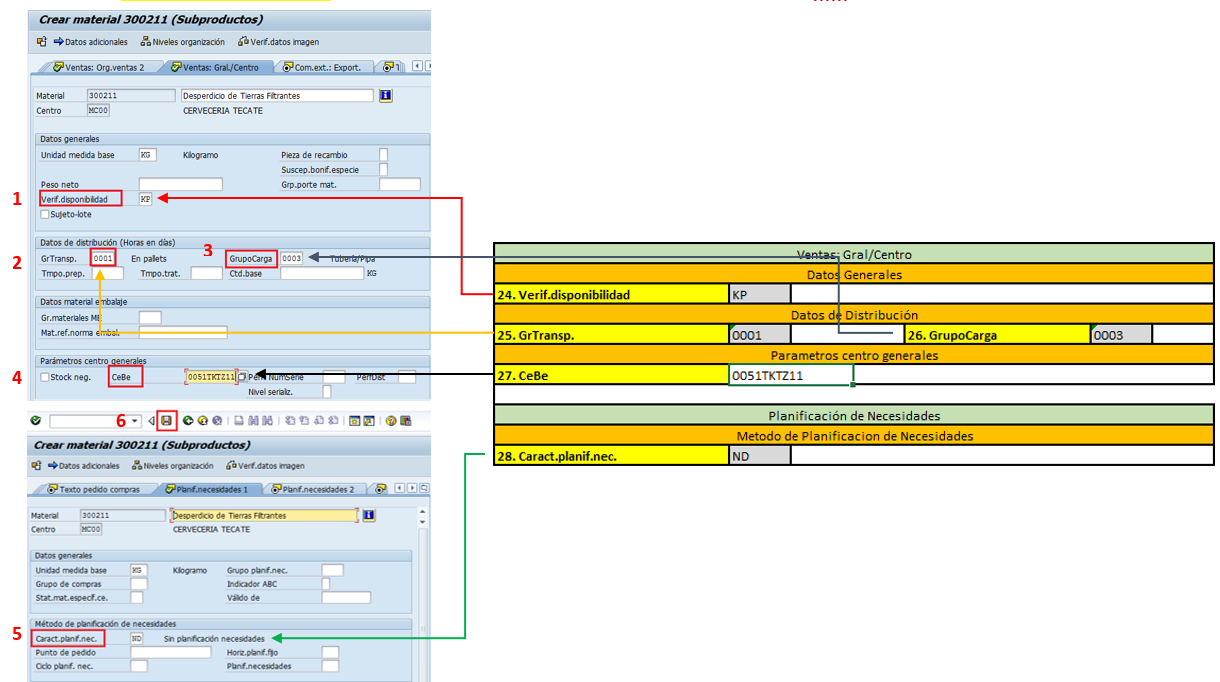 Crear material 300211 (Subproductos)
Datos adicionales Niveles organización Verif.datos imagen
Ventas: Org.ventas 2 Ventas: Gral./Centro Com.ext.: Export.
Material 300211 Desperdicio de Tierras Filtrantes
Centro MC00 CERVECERIA TECATE
Datos generales
Unidad medida base KG Kilogramo Pieza de recambio
Suscep.bonif.especie
Peso neto Grp.porte mat.
1 Verif.disponibilidad KP
Sujeto-lote
Datos de distribución (Horas en días)
3
2 GrTransp. 0001 En pallets GrupoCarga 0003 Tubería/Pipa
Tmpo.prep. Tmpo.trat. Ctd.base KG
Datos material embalaje
Gr.materiales ME
Mat.ref.norma embal.
Parámetros centro generales
4 Stock neg. CeBe 0051TKTZ11 Perf. NumSerie PerfDist
Nivel serializ.
Ventas: Gral/Centro
Datos Generales
24. Verif.disponibilidad KP
Datos de Distribución
25. GrTransp. 0001 26. GrupoCarga 0003
Parametros centro generales
27. CeBe 0051TKTZ11
Planificación de Necesidades
Metodo de Planificacion de Necesidades
28. Caract.planif.nec. ND
6
Crear material 300211 (Subproductos)
Datos adicionales Niveles organización Verif.datos imagen
Texto pedido compras Planif.necesidades 1 Planif.necesidades 2
Material 300211 Desperdicio de Tierras Filtrantes
Centro MC00 CERVECERIA TECATE
Datos generales
Unidad medida base KG Kilogramo Grupo planif.nec.
Grupo de compras Indicador ABC
Stat.mat.especif.ce. Válido de
Método de planificación de necesidades
5 Caract.planif.nec. ND Sin planificación necesidades
Punto de pedido Horiz.planif.fijo
Ciclo planif. nec. Planif.necesidades